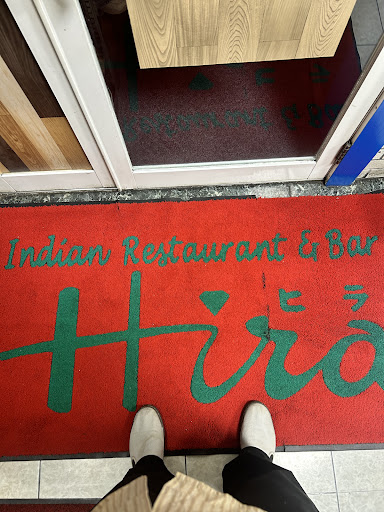 Indian Restaurant & Bar
ヒラ
Hira